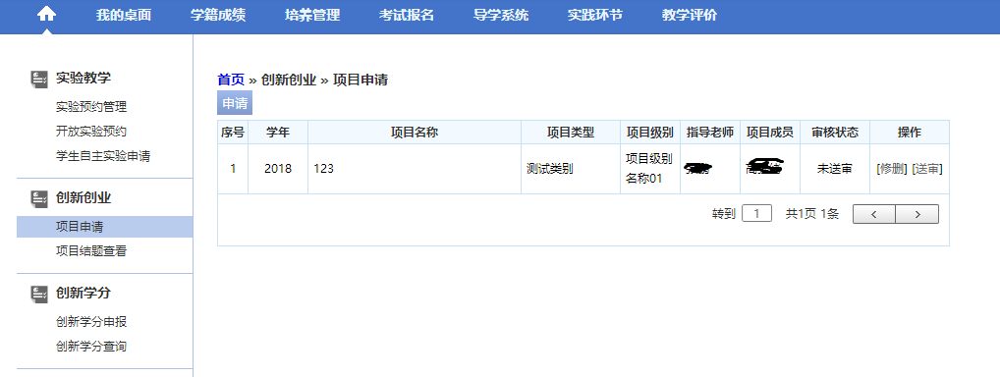 我的桌面 学籍成绩 培养管理 考试报名 导学系统 实践环节 教学评价
实验教学
实验预约管理
开放实验预约
学生自主实验申请
创新创业
项目申请
项目结题查看
创新学分
创新学分申报
创新学分查询
首页 » 创新创业 » 项目申请
申请
序号 学年 项目名称 项目类型 项目级别 指导老师 项目成员 审核状态 操作
1 2018 123 测试类别 项目级别 未送审 [修删] [送审]
名称01
转到 1 共1页 1条 < >